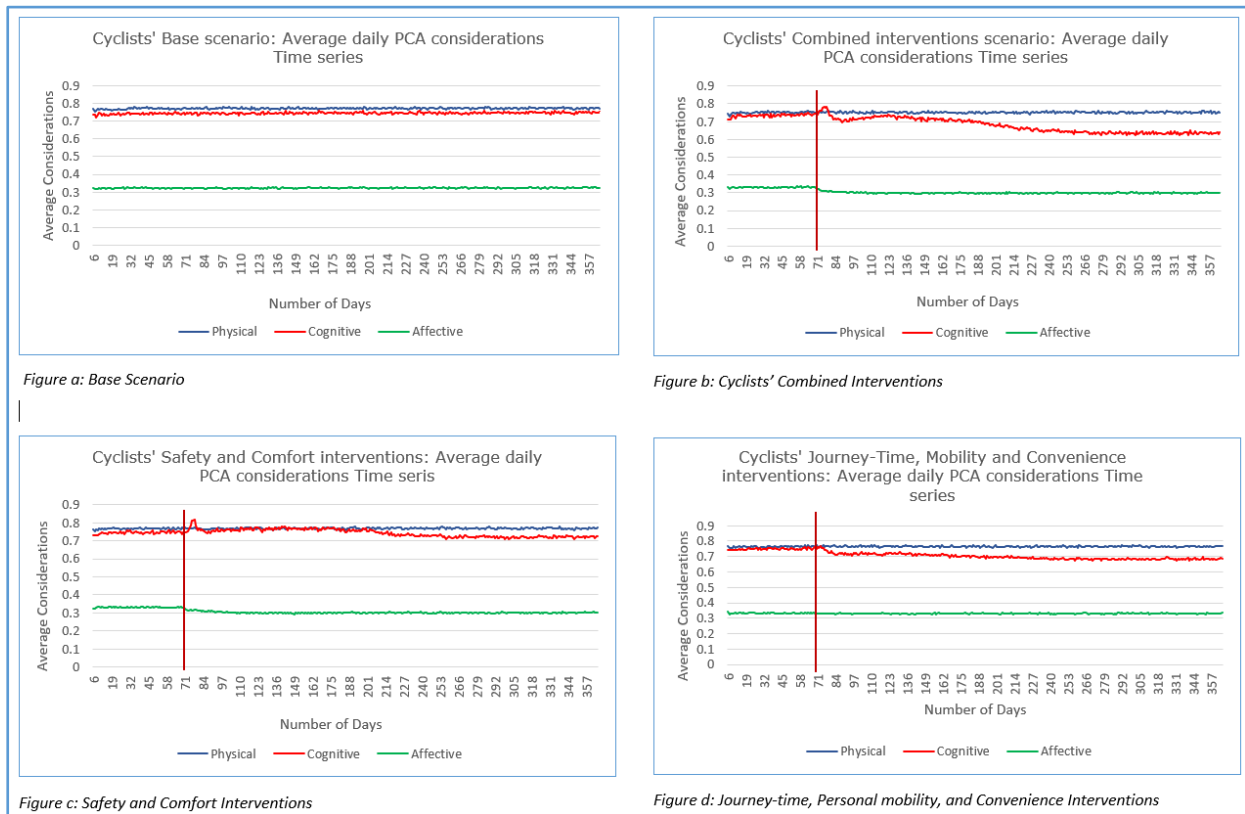 Cyclists' Base scenario: Average daily PCA considerations
Time series
Average Considerations
0.9
0.8
0.7
0.6
0.5
0.4
0.3
0.2
0.1
0
6 19 32 45 58 71 84 97 110 123 136 149 162 175 188 201 214 227 240 253 266 279 292 305 318 331 344 357
Number of Days
Physical Cognitive Affective
Figure a: Base Scenario
Cyclists' Combined interventions scenario: Average daily
PCA considerations Time series
Average Considerations
0.9
0.8
0.7
0.6
0.5
0.4
0.3
0.2
0.1
0
6 19 32 45 58 71 84 97 110 123 136 149 162 175 188 201 214 227 240 253 266 279 292 305 318 331 344 357
Number of Days
Physical Cognitive Affective
Figure b: Cyclists’ Combined Interventions
Cyclists' Safety and Comfort interventions: Average daily
PCA considerations Time seris
Average Considerations
0.9
0.8
0.7
0.6
0.5
0.4
0.3
0.2
0.1
0
6 19 32 45 58 71 84 97 110 123 136 149 162 175 188 201 214 227 240 253 266 279 292 305 318 331 344 357
Number of Days
Physical Cognitive Affective
Figure c: Safety and Comfort Interventions
Cyclists' Journey-Time, Mobility and Convenience
interventions: Average daily PCA considerations Time
series
Average Considerations
0.9
0.8
0.7
0.6
0.5
0.4
0.3
0.2
0.1
0
6 19 32 45 58 71 84 97 110 123 136 149 162 175 188 201 214 227 240 253 266 279 292 305 318 331 344 357
Number of Days
Physical Cognitive Affective
Figure d: Journey-time, Personal mobility, and Convenience Interventions